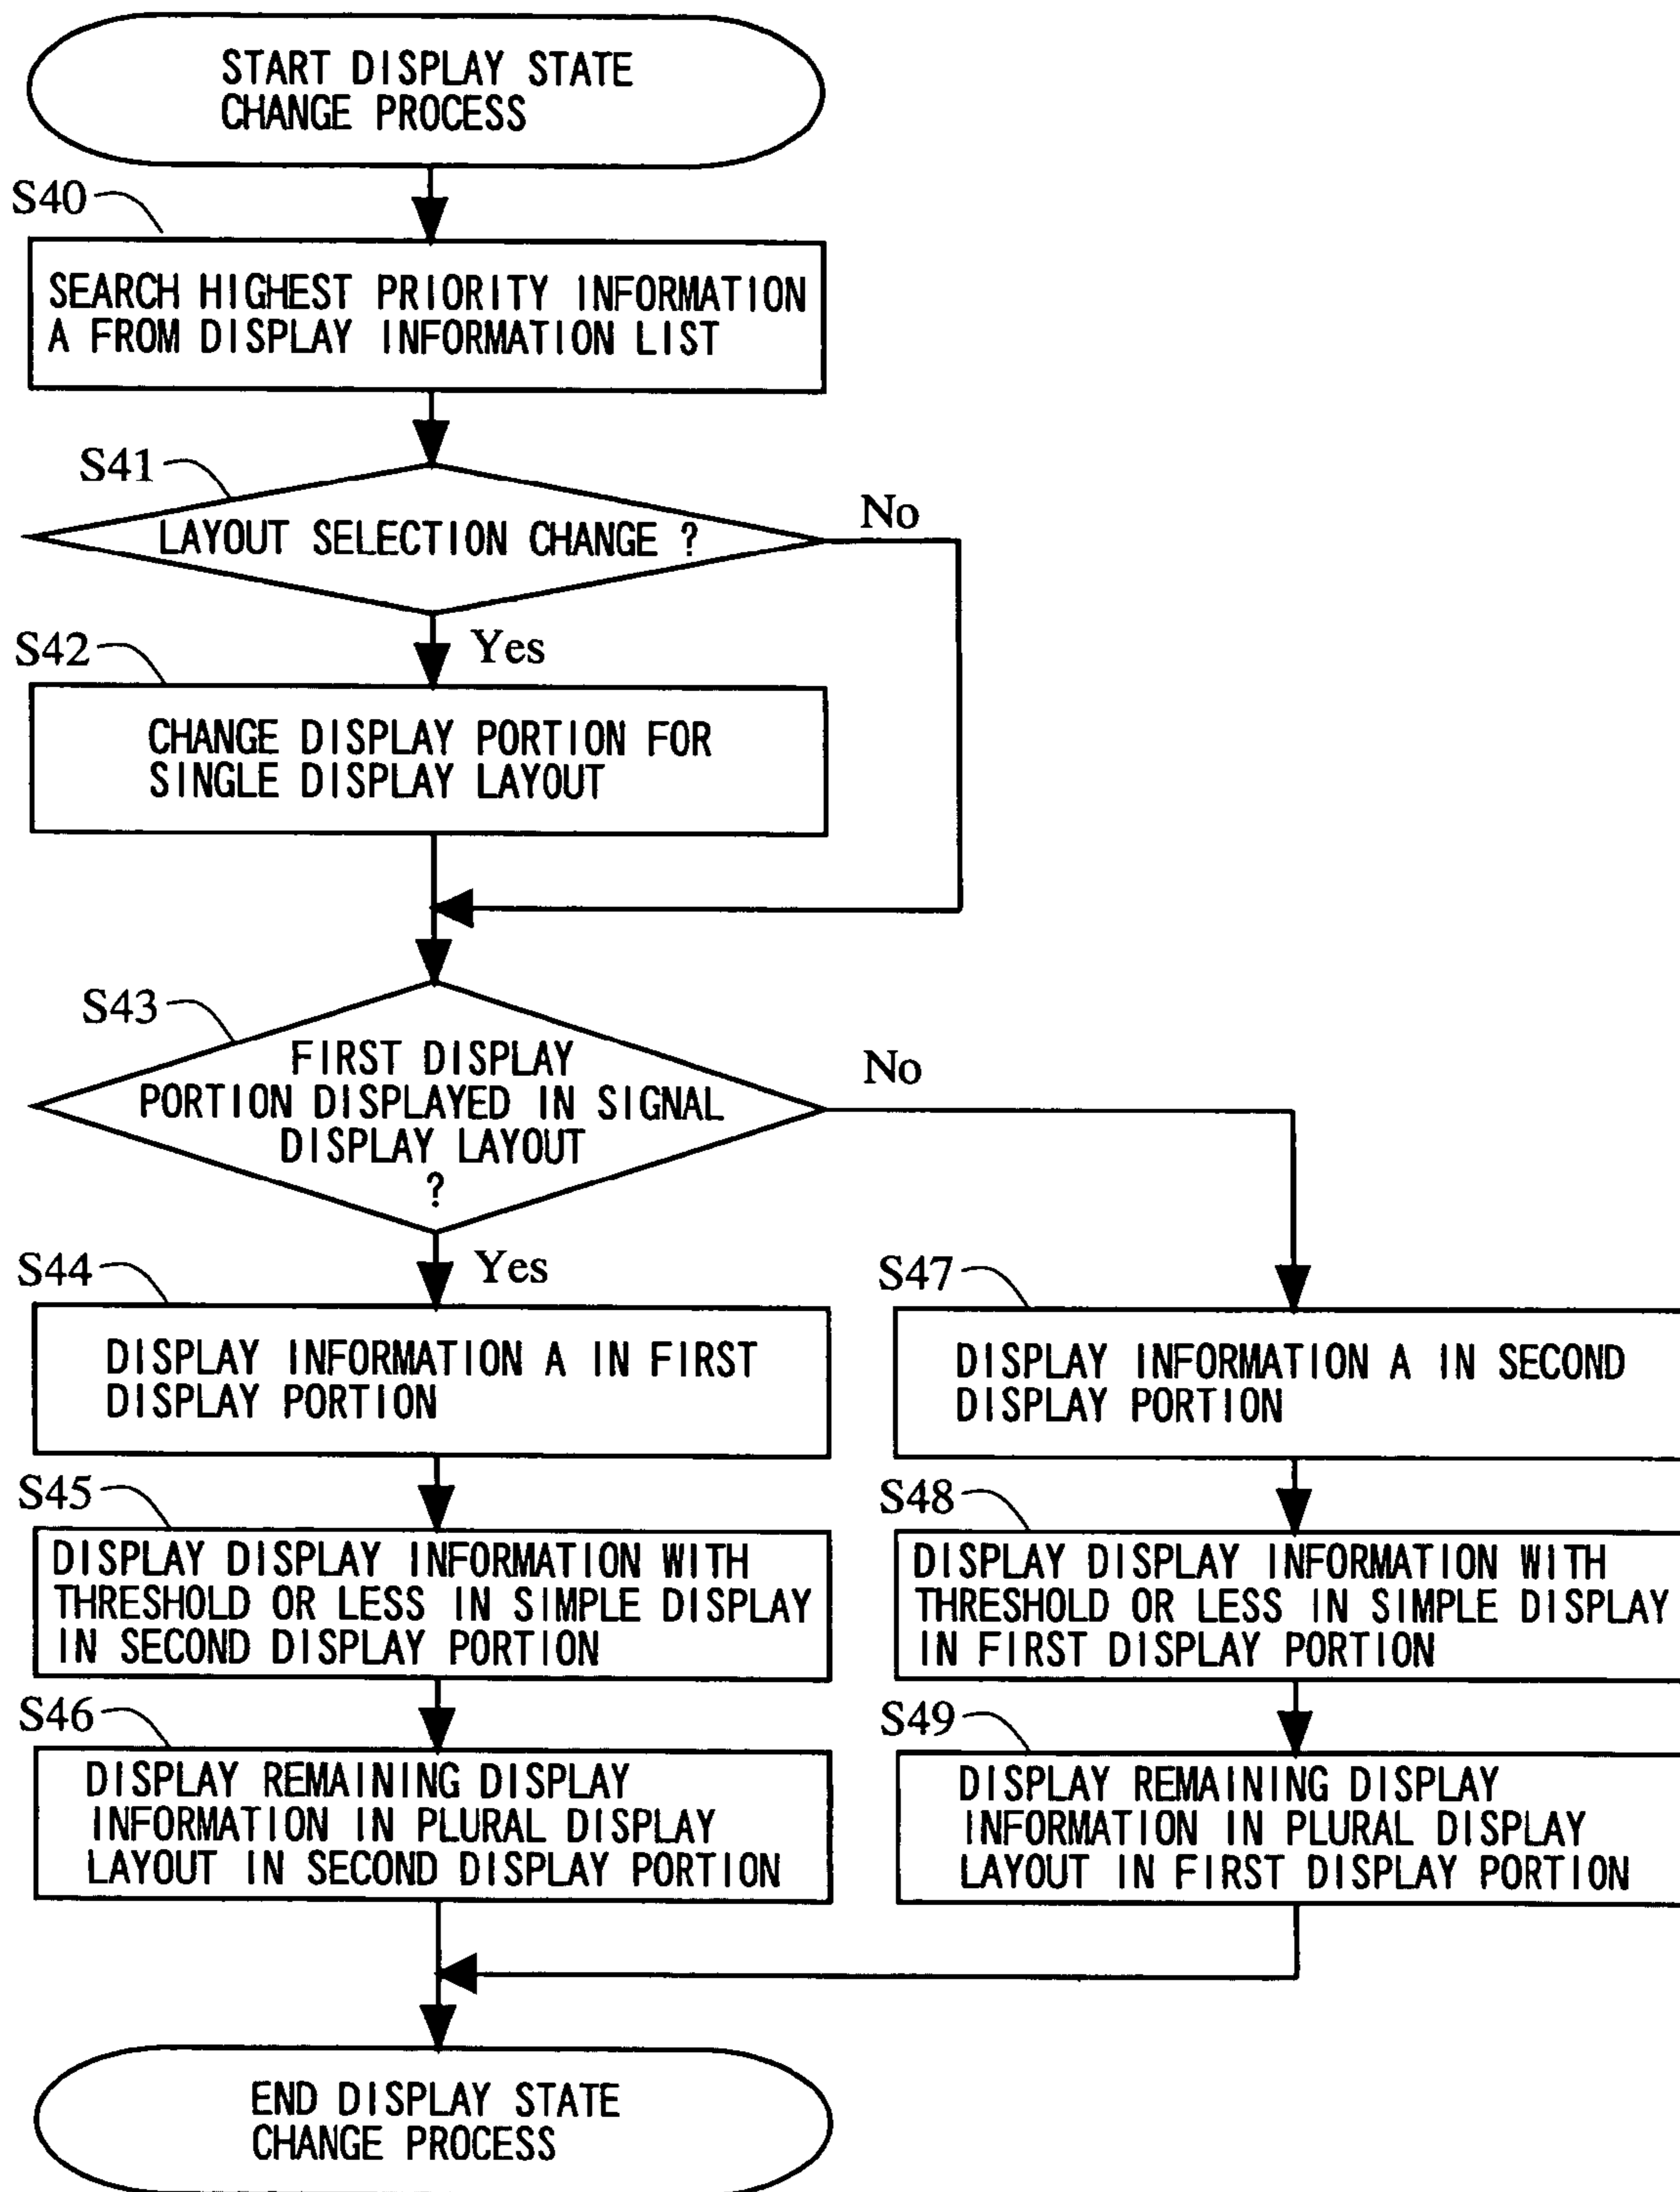 START DISPLAY STATE
CHANGE PROCESS
S40
SEARCH HIGHEST PRIORITY INFORMATION
A FROM DISPLAY INFORMATION LIST
S41
LAYOUT SELECTION CHANGE ?
No
Yes
S42
CHANGE DISPLAY PORTION FOR
SINGLE DISPLAY LAYOUT
S43
FIRST DISPLAY
PORTION DISPLAYED IN SIGNAL
DISPLAY LAYOUT
?
No
Yes
S44
DISPLAY INFORMATION A IN FIRST
DISPLAY PORTION
S45
DISPLAY DISPLAY INFORMATION WITH
THRESHOLD OR LESS IN SIMPLE DISPLAY
IN SECOND DISPLAY PORTION
S46
DISPLAY REMAINING DISPLAY
INFORMATION IN PLURAL DISPLAY
LAYOUT IN SECOND DISPLAY PORTION
S47
DISPLAY INFORMATION A IN SECOND
DISPLAY PORTION
S48
DISPLAY DISPLAY INFORMATION WITH
THRESHOLD OR LESS IN SIMPLE DISPLAY
IN FIRST DISPLAY PORTION
S49
DISPLAY REMAINING DISPLAY
INFORMATION IN PLURAL DISPLAY
LAYOUT IN FIRST DISPLAY PORTION
END DISPLAY STATE
CHANGE PROCESS